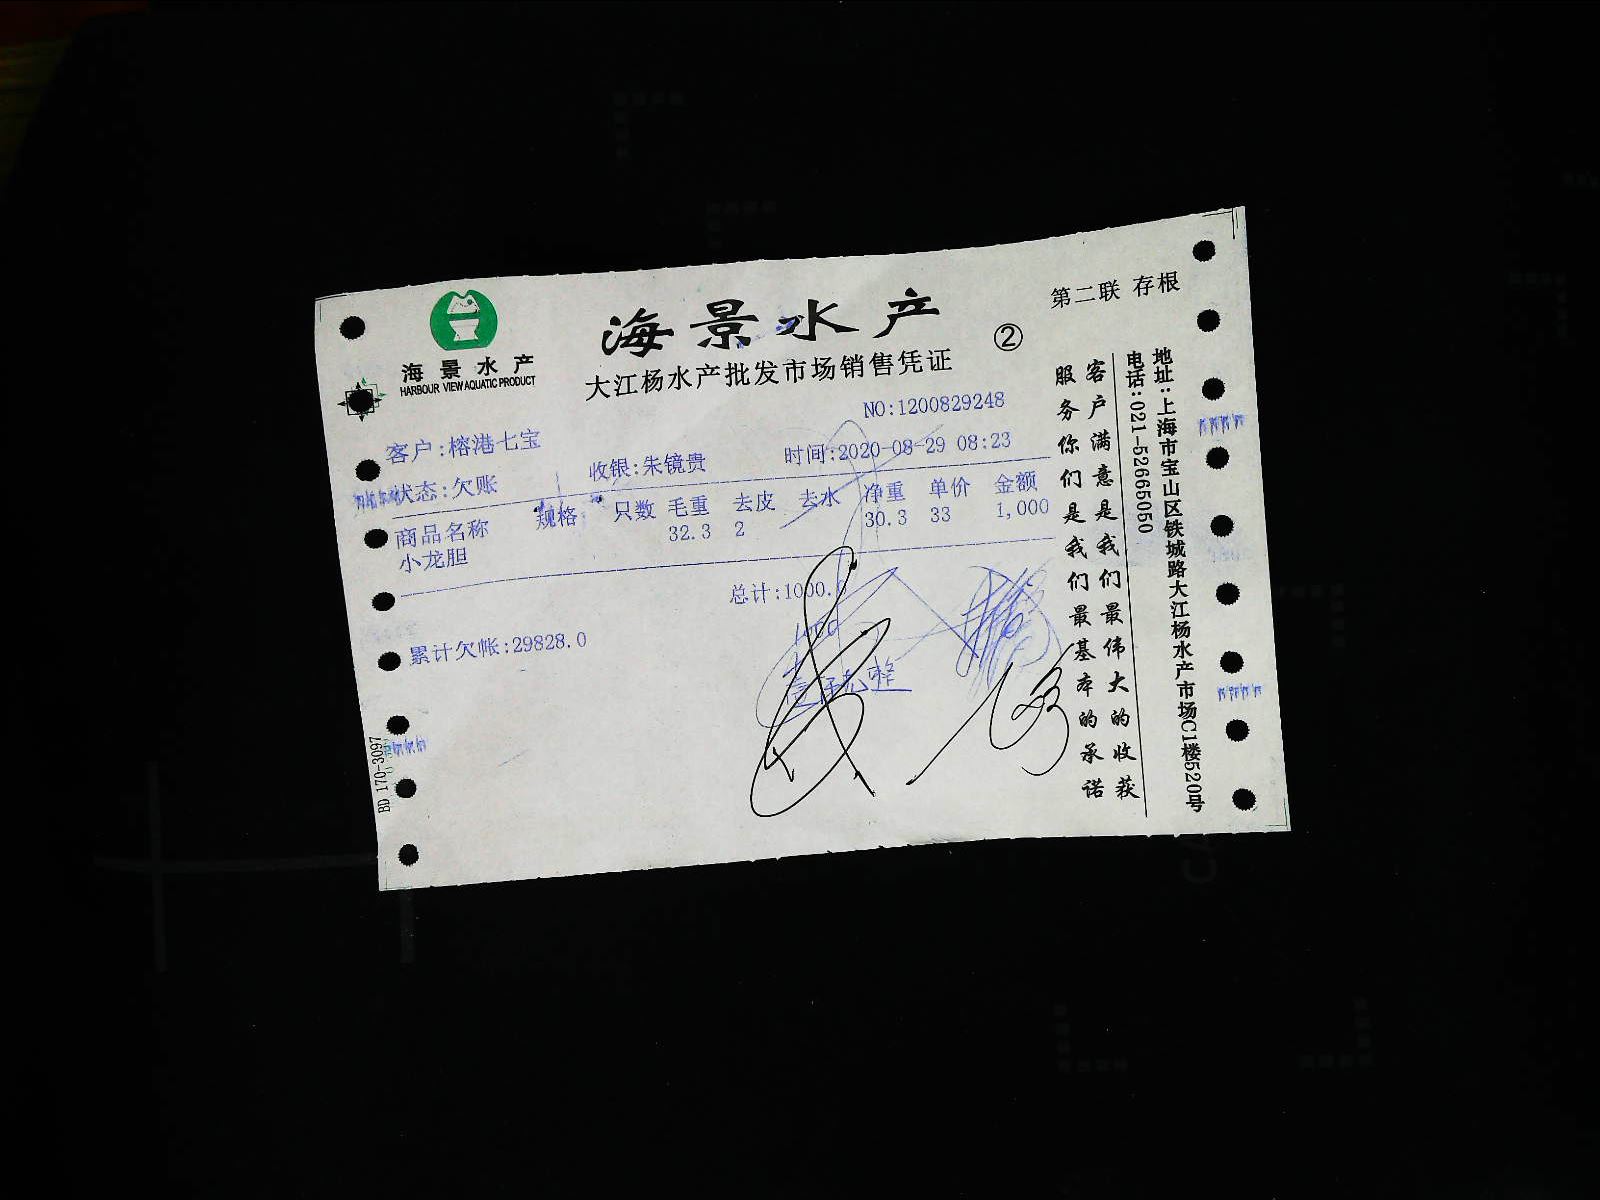 第二联 存根
海景水产
HARBOUR VIEW AQUATIC PRODUCT
海景水产
②
大江杨水产批发市场销售凭证
NO:1200829248
客户:榕港七宝
收银:朱镜贵
时间:2020-08-29 08:23
状态:欠账
商品名称 规格 只数 毛重 去皮 去水 净重 单价 金额
小龙胆 32.3 2 30.3 33 1,000
总计:1000.0
累计欠帐:29828.0
客户满意是我们最伟大的收获
服务你们是我们最基本的承诺
地址:上海市宝山区铁城路大江杨水产市场C1楼520号
电话:021-52665050
BD 170-3097